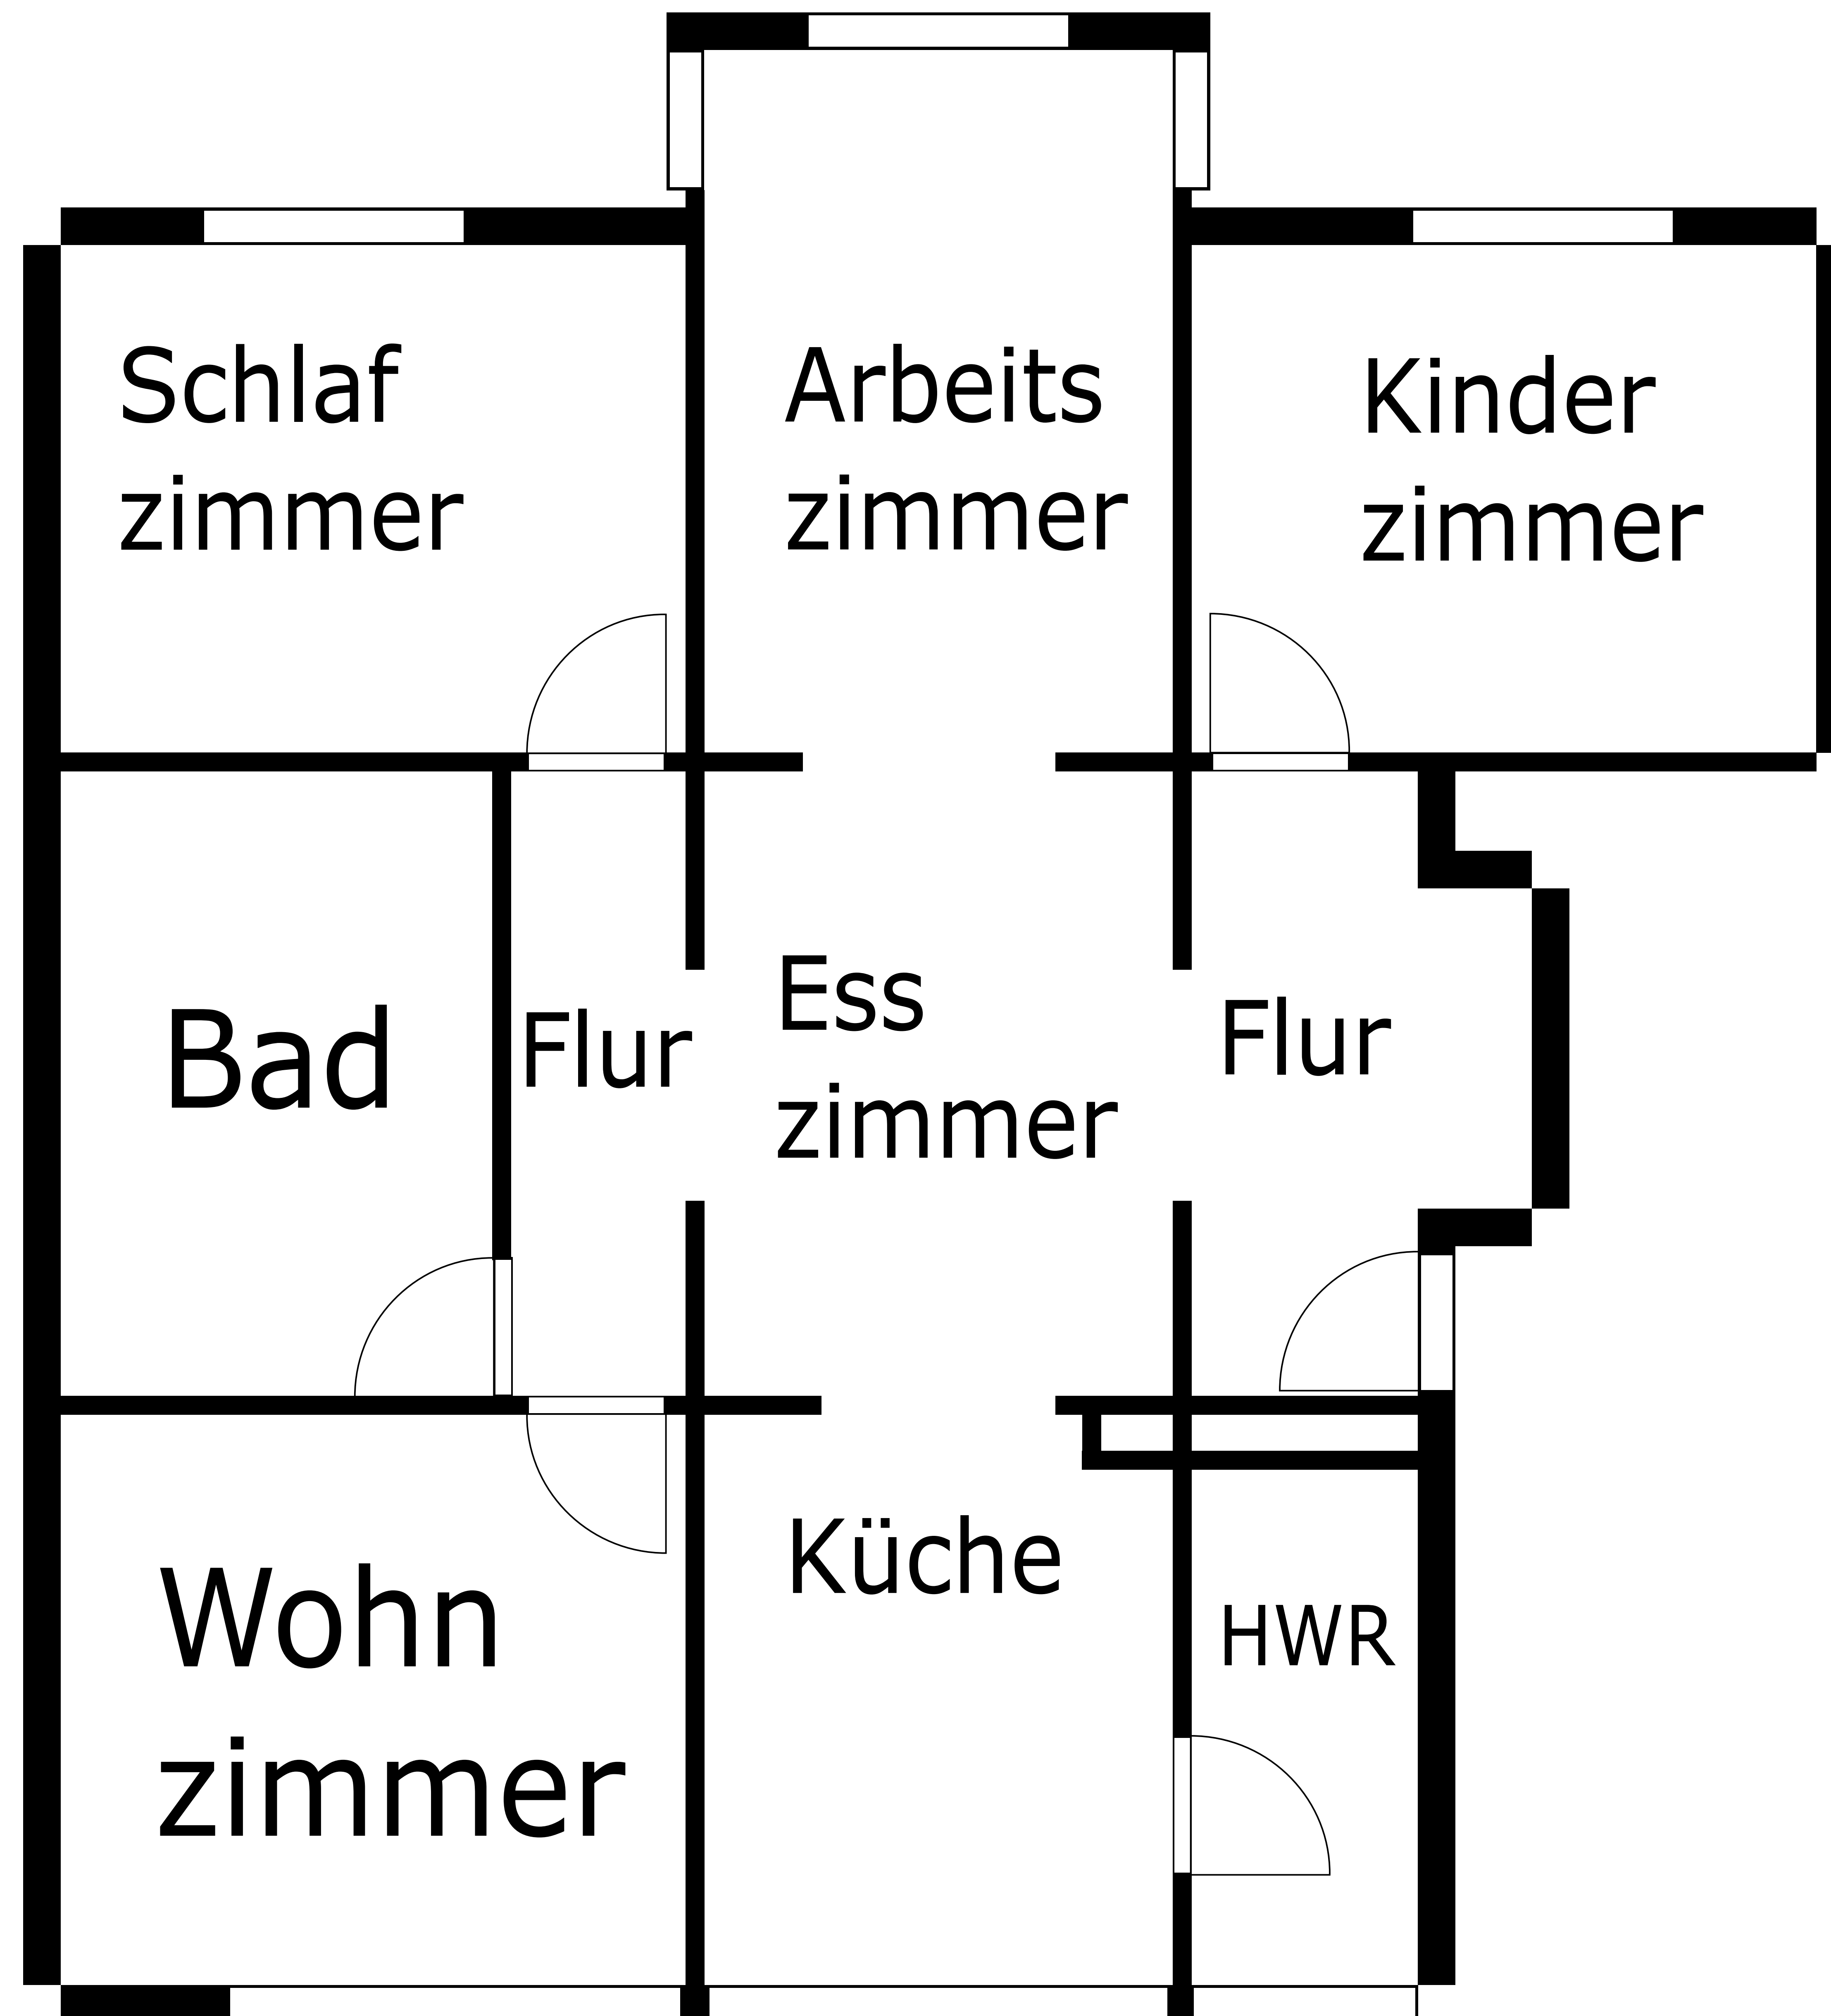 Schlaf
zimmer
Arbeits
zimmer
Kinder
zimmer
Bad
Flur
Ess
zimmer
Flur
Wohn
zimmer
Küche
HWR